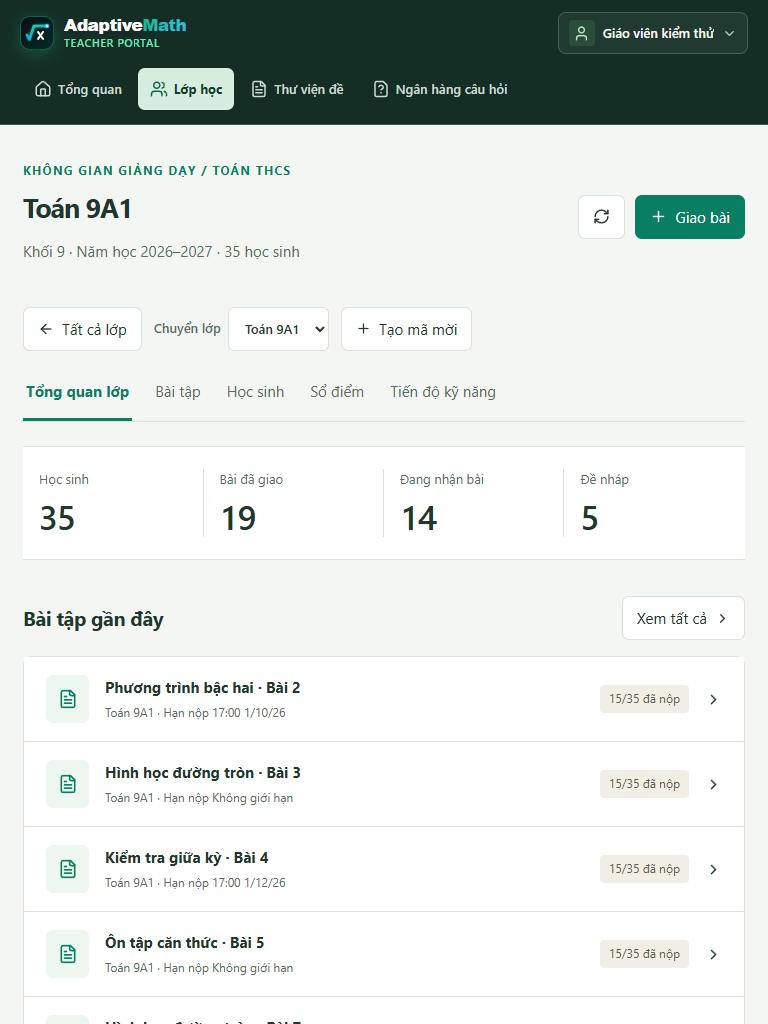 AdaptiveMath
TEACHER PORTAL
Giáo viên kiểm thử
Tổng quan
Lớp học
Thư viện đề
Ngân hàng câu hỏi
KHÔNG GIAN GIẢNG DẠY / TOÁN THCS
Toán 9A1
Khối 9 · Năm học 2026–2027 · 35 học sinh
Giao bài
Tất cả lớp
Chuyển lớp
Toán 9A1
Tạo mã mời
Tổng quan lớp
Bài tập
Học sinh
Sổ điểm
Tiến độ kỹ năng
Học sinh
35
Bài đã giao
19
Đang nhận bài
14
Đề nháp
5
Bài tập gần đây
Xem tất cả
Phương trình bậc hai · Bài 2
Toán 9A1 · Hạn nộp 17:00 1/10/26
15/35 đã nộp
Hình học đường tròn · Bài 3
Toán 9A1 · Hạn nộp Không giới hạn
15/35 đã nộp
Kiểm tra giữa kỳ · Bài 4
Toán 9A1 · Hạn nộp 17:00 1/12/26
15/35 đã nộp
Ôn tập căn thức · Bài 5
Toán 9A1 · Hạn nộp Không giới hạn
15/35 đã nộp